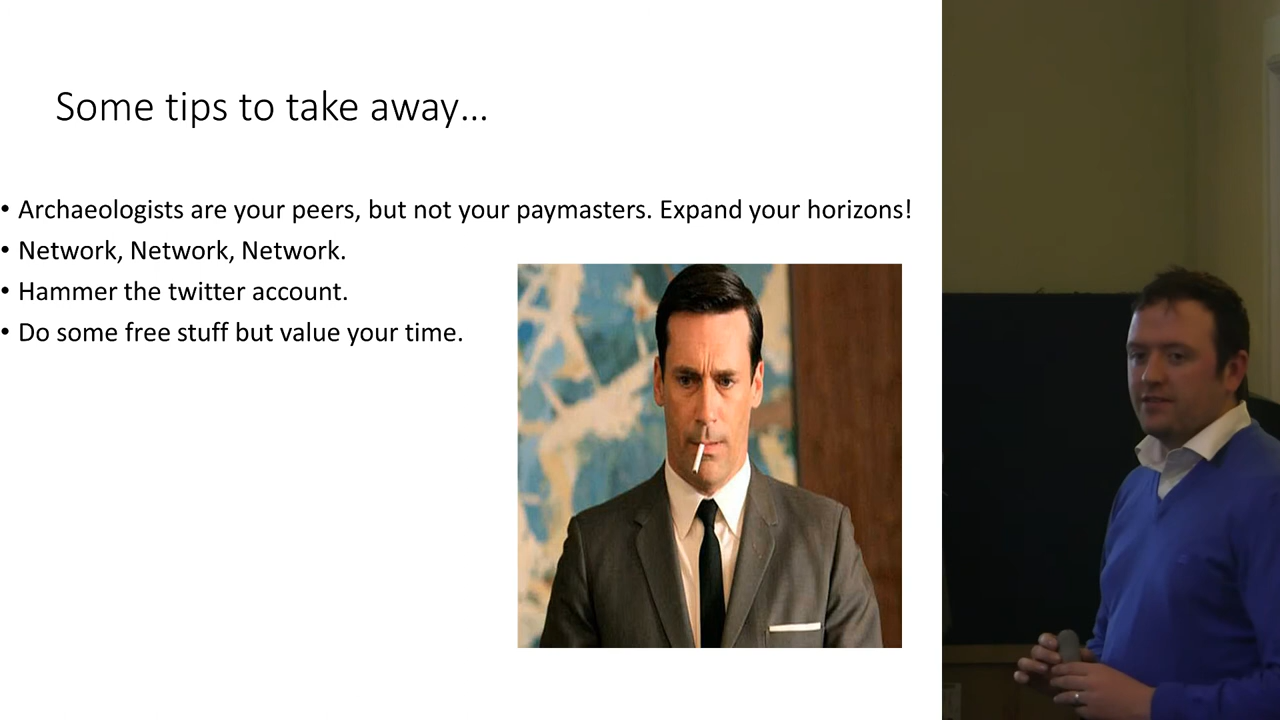 Some tips to take away...
• Archaeologists are your peers, but not your paymasters. Expand your horizons!
• Network, Network, Network.
• Hammer the twitter account.
• Do some free stuff but value your time.